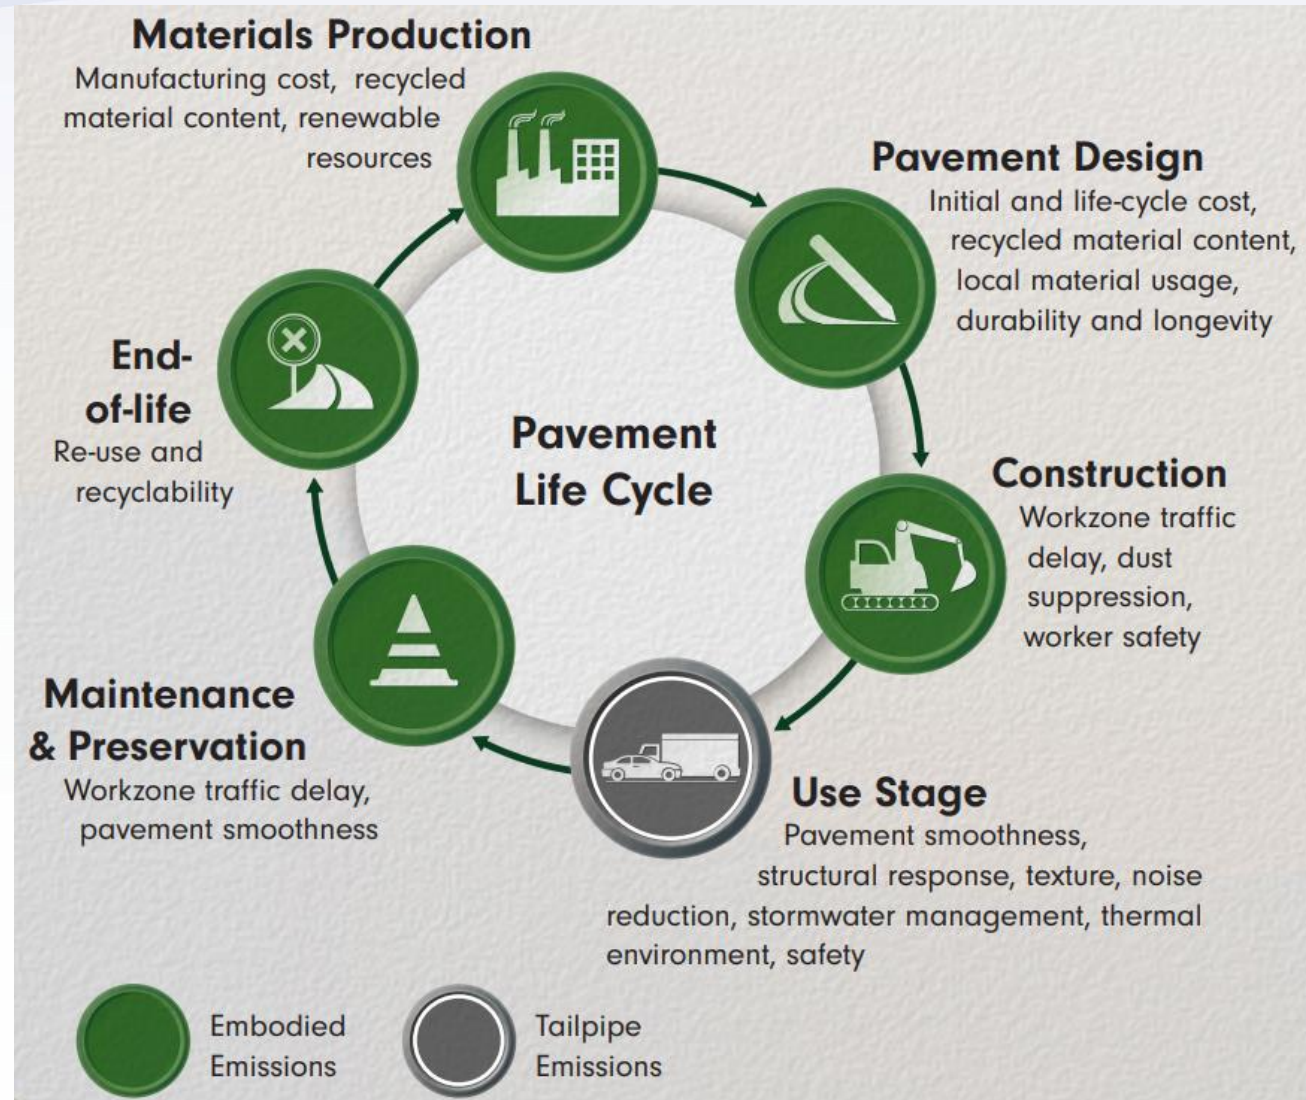 Materials Production
Manufacturing cost, recycled
material content, renewable
resources
Pavement Design
Initial and life-cycle cost,
recycled material content,
local material usage,
durability and longevity
Construction
Workzone traffic
delay, dust
suppression,
worker safety
Use Stage
Pavement smoothness,
structural response, texture, noise
reduction, stormwater management, thermal
environment, safety
Maintenance
& Preservation
Workzone traffic delay,
pavement smoothness
End-
of-life
Re-use and
recyclability
Pavement
Life Cycle
Embodied
Emissions
Tailpipe
Emissions